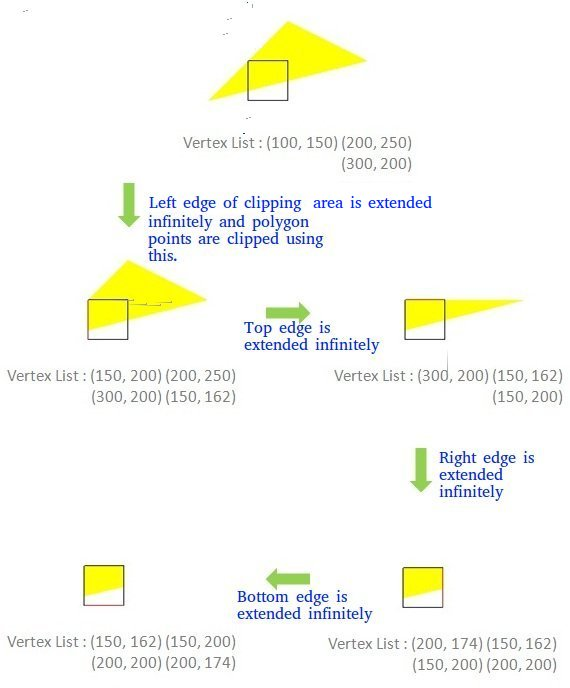 Vertex List : (100, 150) (200, 250)
(300, 200)
Left edge of clipping area is extended
infinitely and polygon
points are clipped using
this.
Top edge is
extended infinitely
Vertex List : (150, 200) (200, 250)
(300, 200) (150, 162)
Vertex List : (300, 200) (150, 162)
(150, 200)
Right edge is
extended
infinitely
Bottom edge is
extended infinitely
Vertex List : (150, 162) (150, 200)
(200, 200) (200, 174)
Vertex List : (200, 174) (150, 162)
(150, 200) (200, 200)